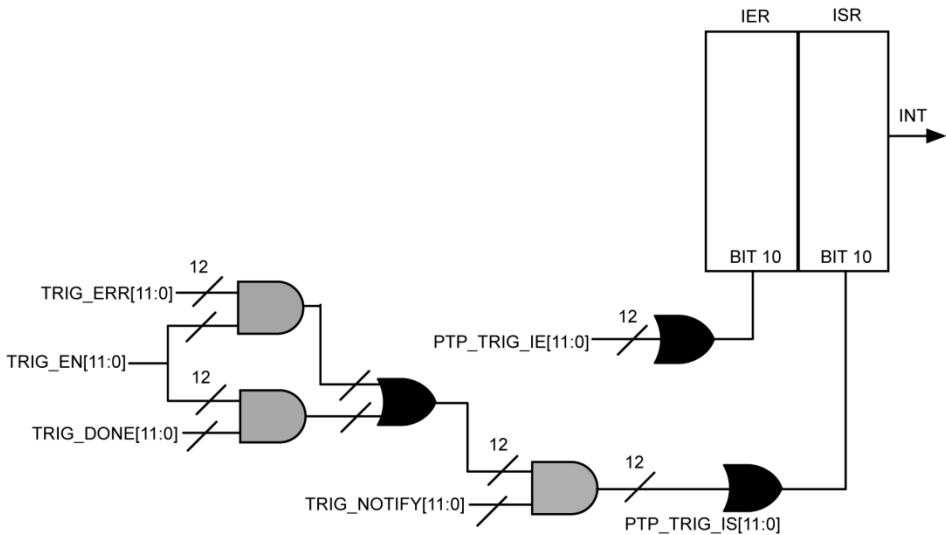 IER ISR
INT
BIT 10 BIT 10
12
TRIG_ERR[11:0]
12
PTP_TRIG_IE[11:0]
TRIG_EN[11:0]
12
TRIG_DONE[11:0]
12
12
TRIG_NOTIFY[11:0]
PTP_TRIG_IS[11:0]